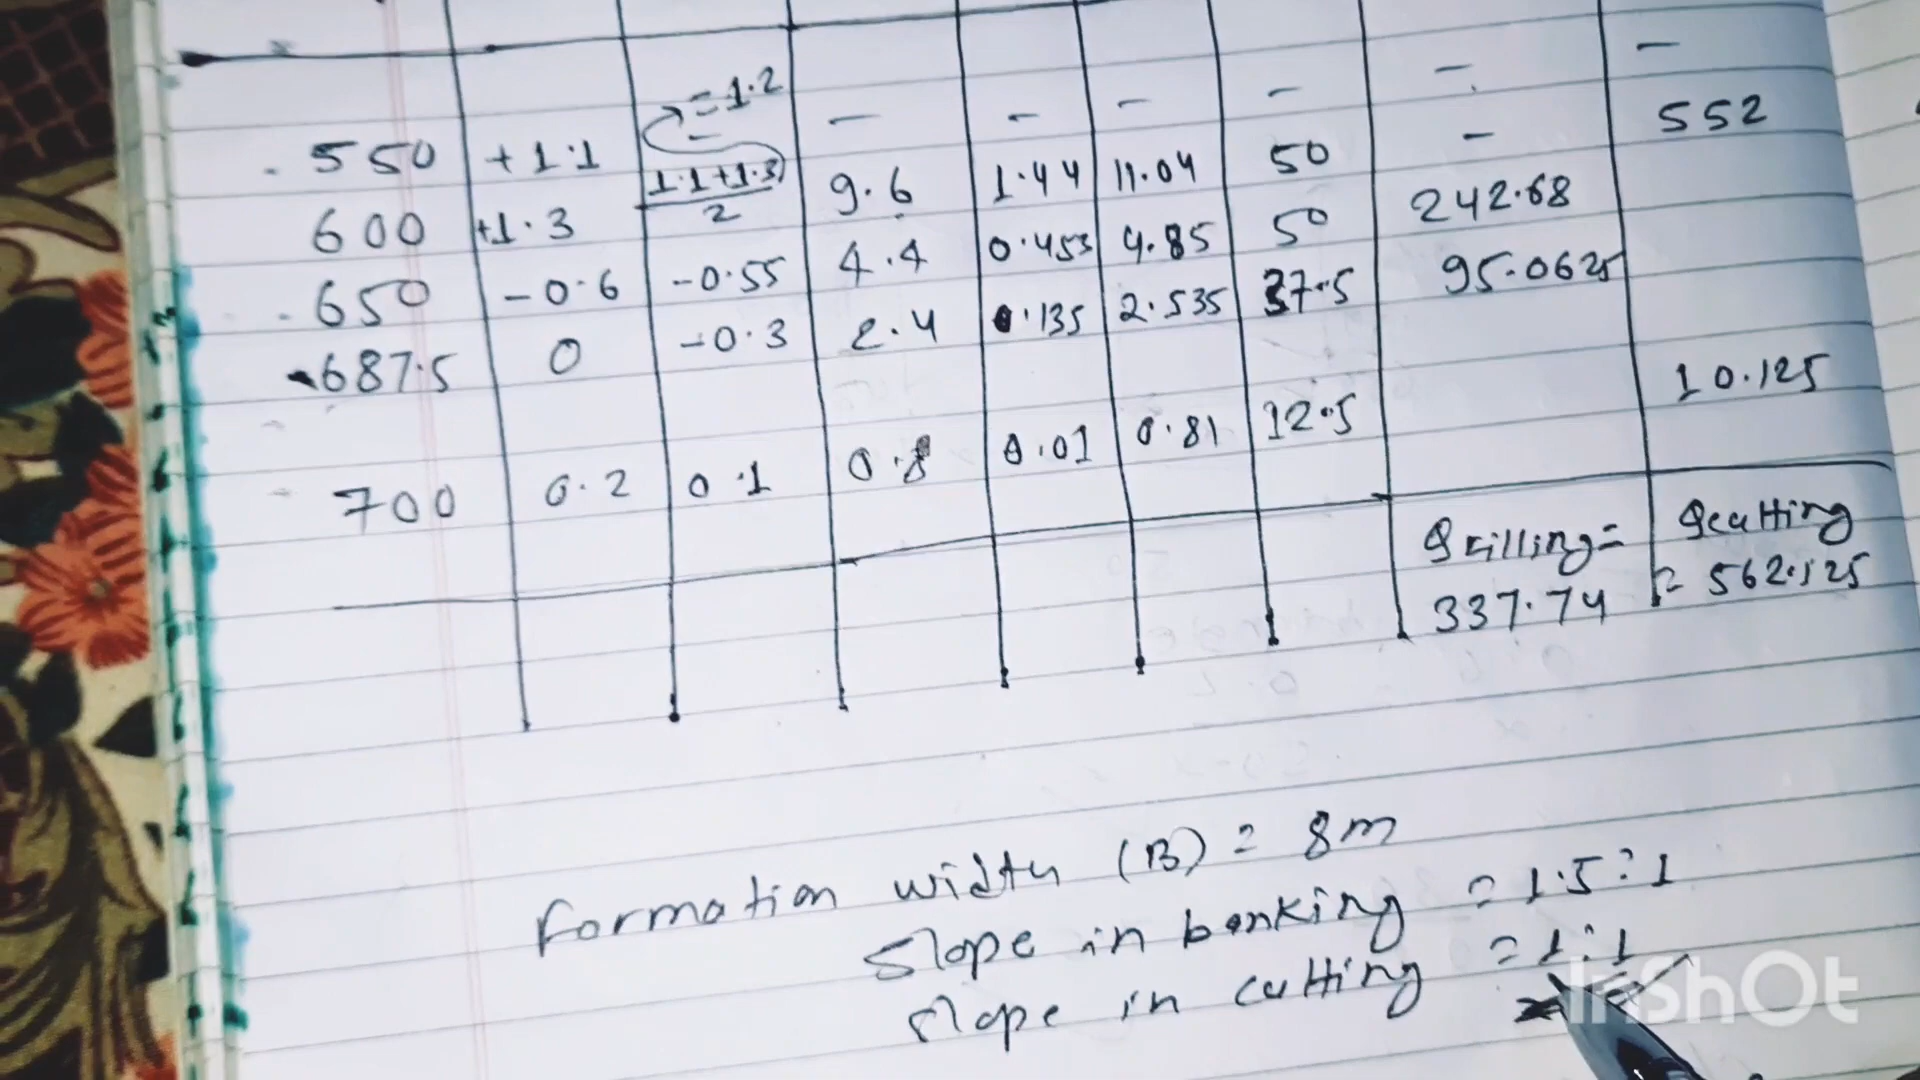 = 1.2
— — — — — — —
550 +1.1 —
600 +1.3 1.1+1.3/2 9.6 1.44 11.04 50 — 552
650 -0.6 -0.55 4.4 0.453 4.85 50 242.68
687.5 0 -0.3 2.4 0.135 2.535 37.5 95.0625
700 0.2 0.1 0.8 0.01 0.81 12.5 10.125
Qfilling = 337.74
Qcutting = 562.125
Formation width (B) = 8m
slope in banking = 1.5:1
slope in cutting = 1:1
InShOt